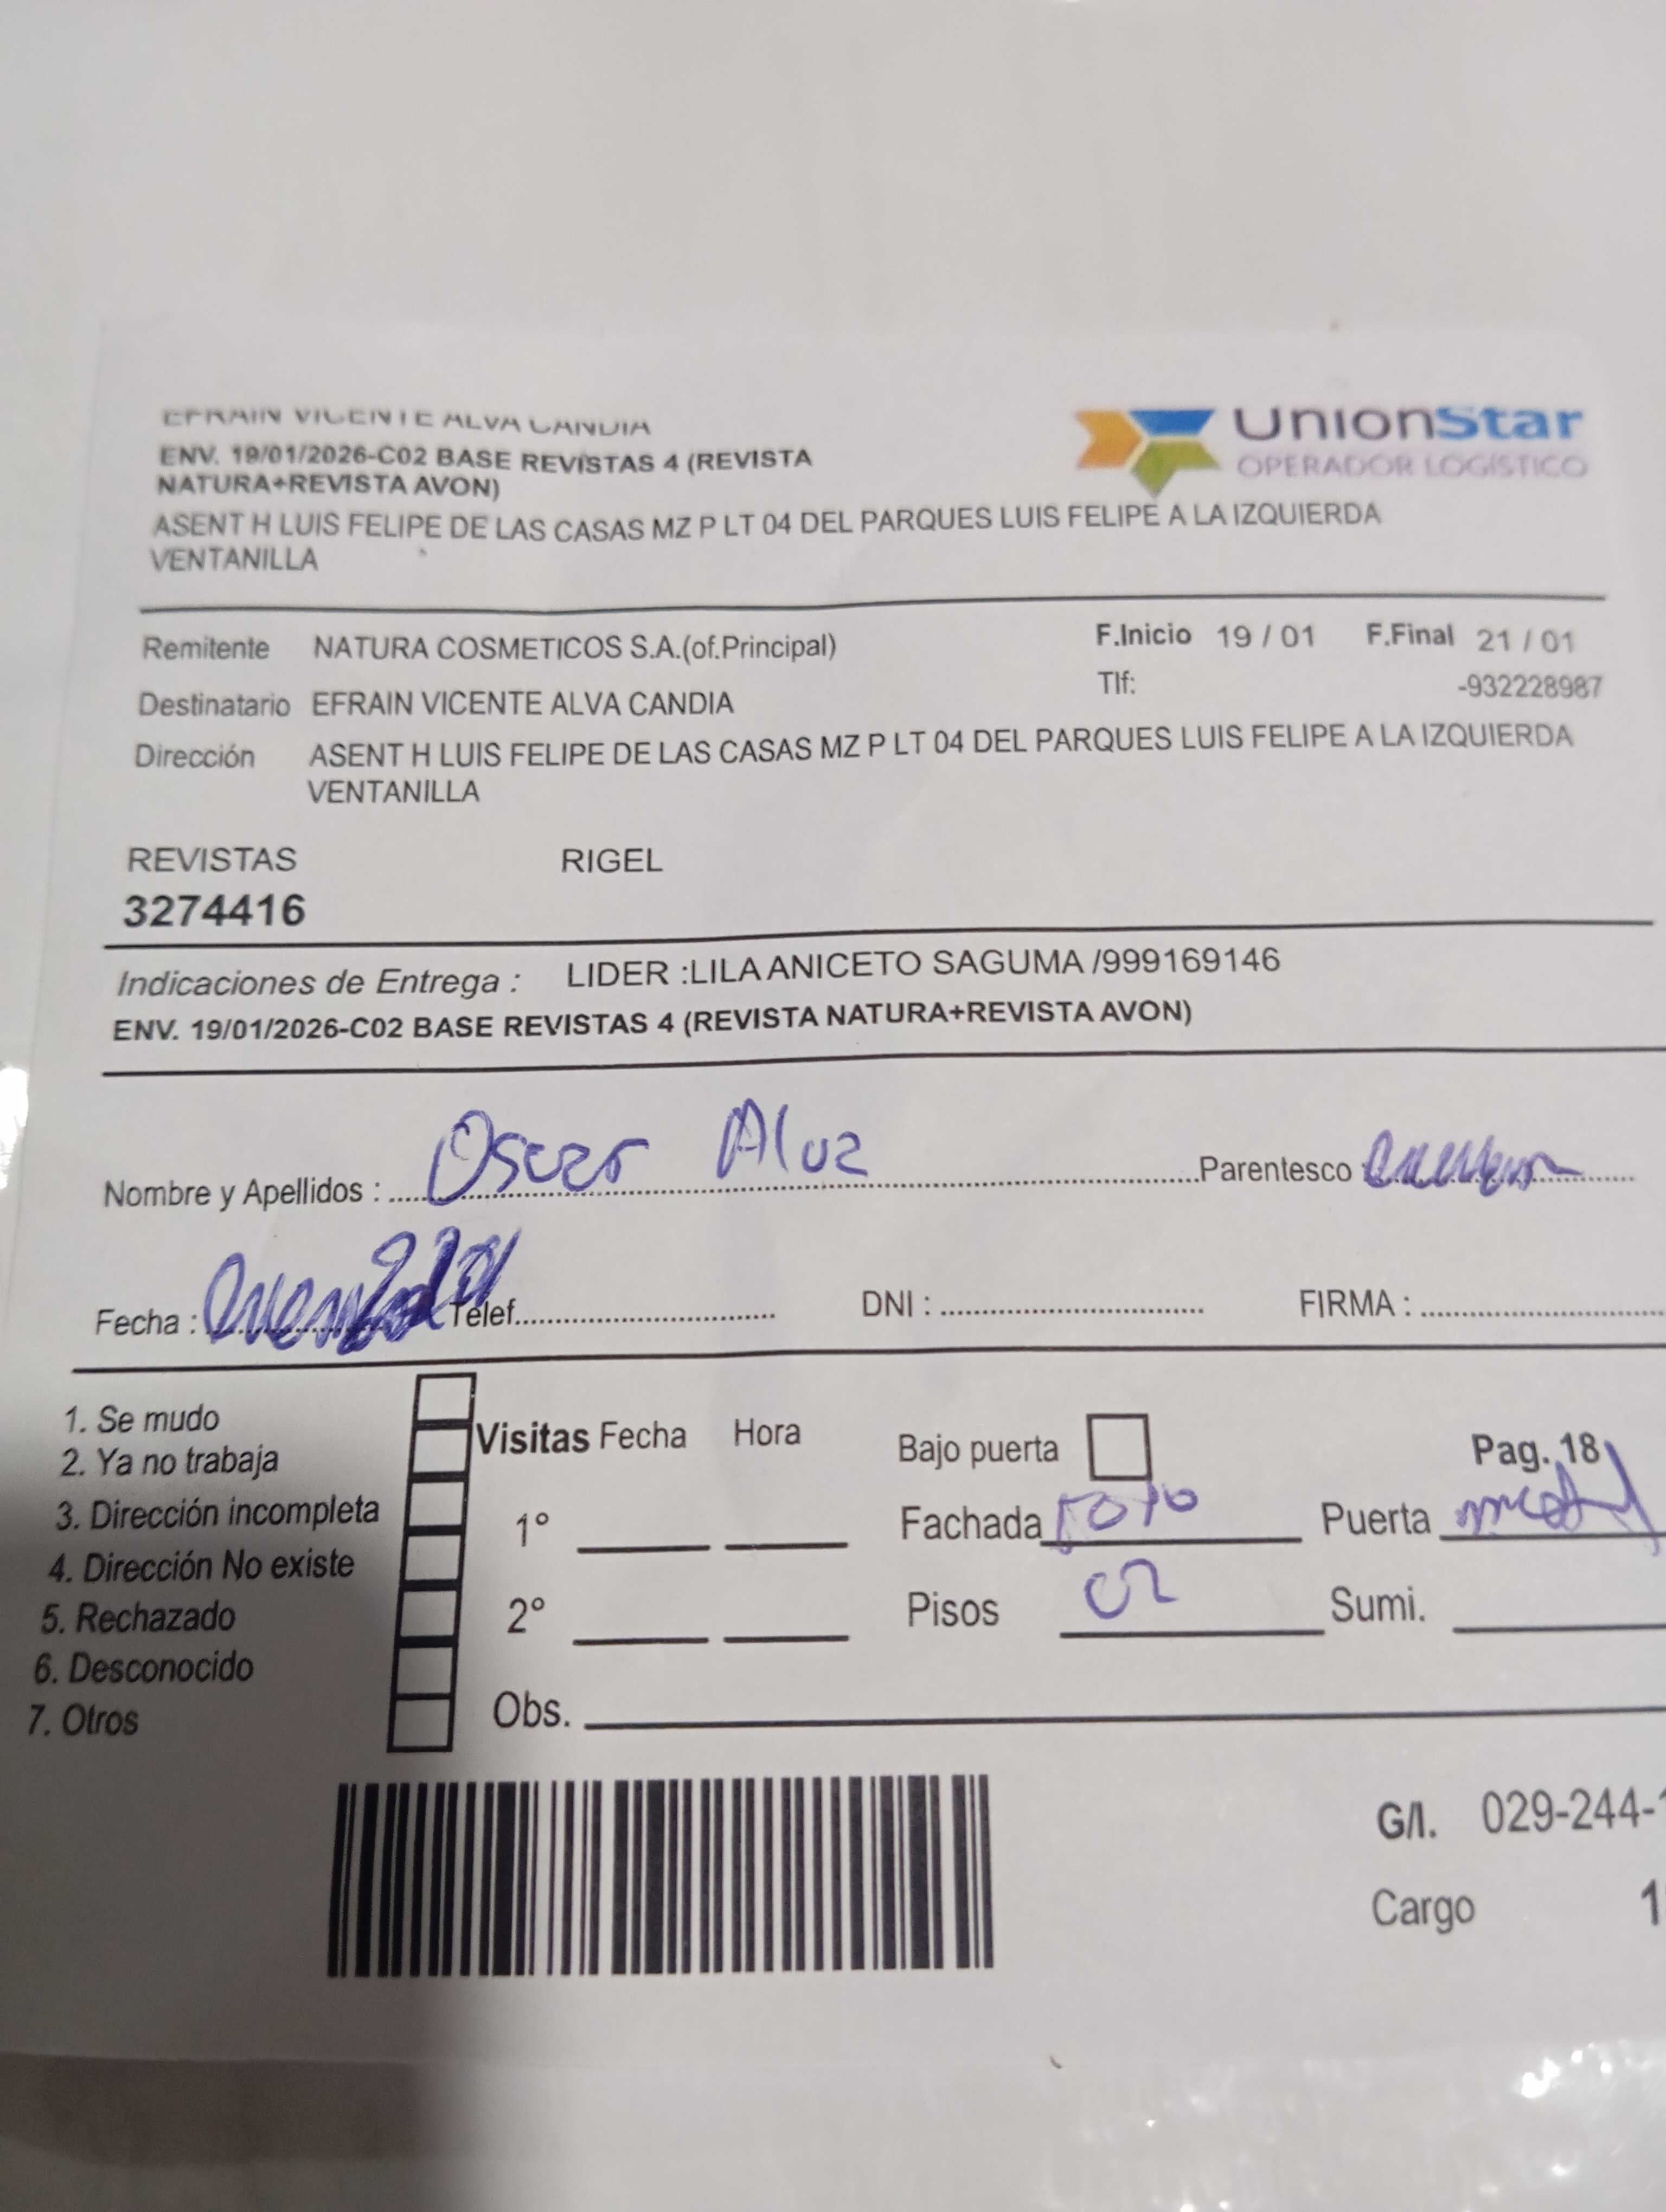 EFRAIN VICENTE ALVA CANDIA
UnionStar
OPERADOR LOGÍSTICO
ENV. 19/01/2026-C02 BASE REVISTAS 4 (REVISTA
NATURA+REVISTA AVON)
ASENT H LUIS FELIPE DE LAS CASAS MZ P LT 04 DEL PARQUES LUIS FELIPE A LA IZQUIERDA
VENTANILLA
Remitente NATURA COSMETICOS S.A.(of.Principal) F.Inicio 19 / 01 F.Final 21 / 01
Destinatario EFRAIN VICENTE ALVA CANDIA Tlf: -932228987
Dirección ASENT H LUIS FELIPE DE LAS CASAS MZ P LT 04 DEL PARQUES LUIS FELIPE A LA IZQUIERDA
VENTANILLA
REVISTAS RIGEL
3274416
Indicaciones de Entrega : LIDER :LILA ANICETO SAGUMA /999169146
ENV. 19/01/2026-C02 BASE REVISTAS 4 (REVISTA NATURA+REVISTA AVON)
Nombre y Apellidos : Oscar Alva Parentesco :
Fecha : Telef. DNI : FIRMA :
1. Se mudo
2. Ya no trabaja
3. Dirección incompleta
4. Dirección No existe
5. Rechazado
6. Desconocido
7. Otros
Visitas Fecha Hora
1°
2°
Obs.
Bajo puerta Pag. 18
Fachada Puerta
Pisos 02 Sumi.
G/I. 029-244-
Cargo 1